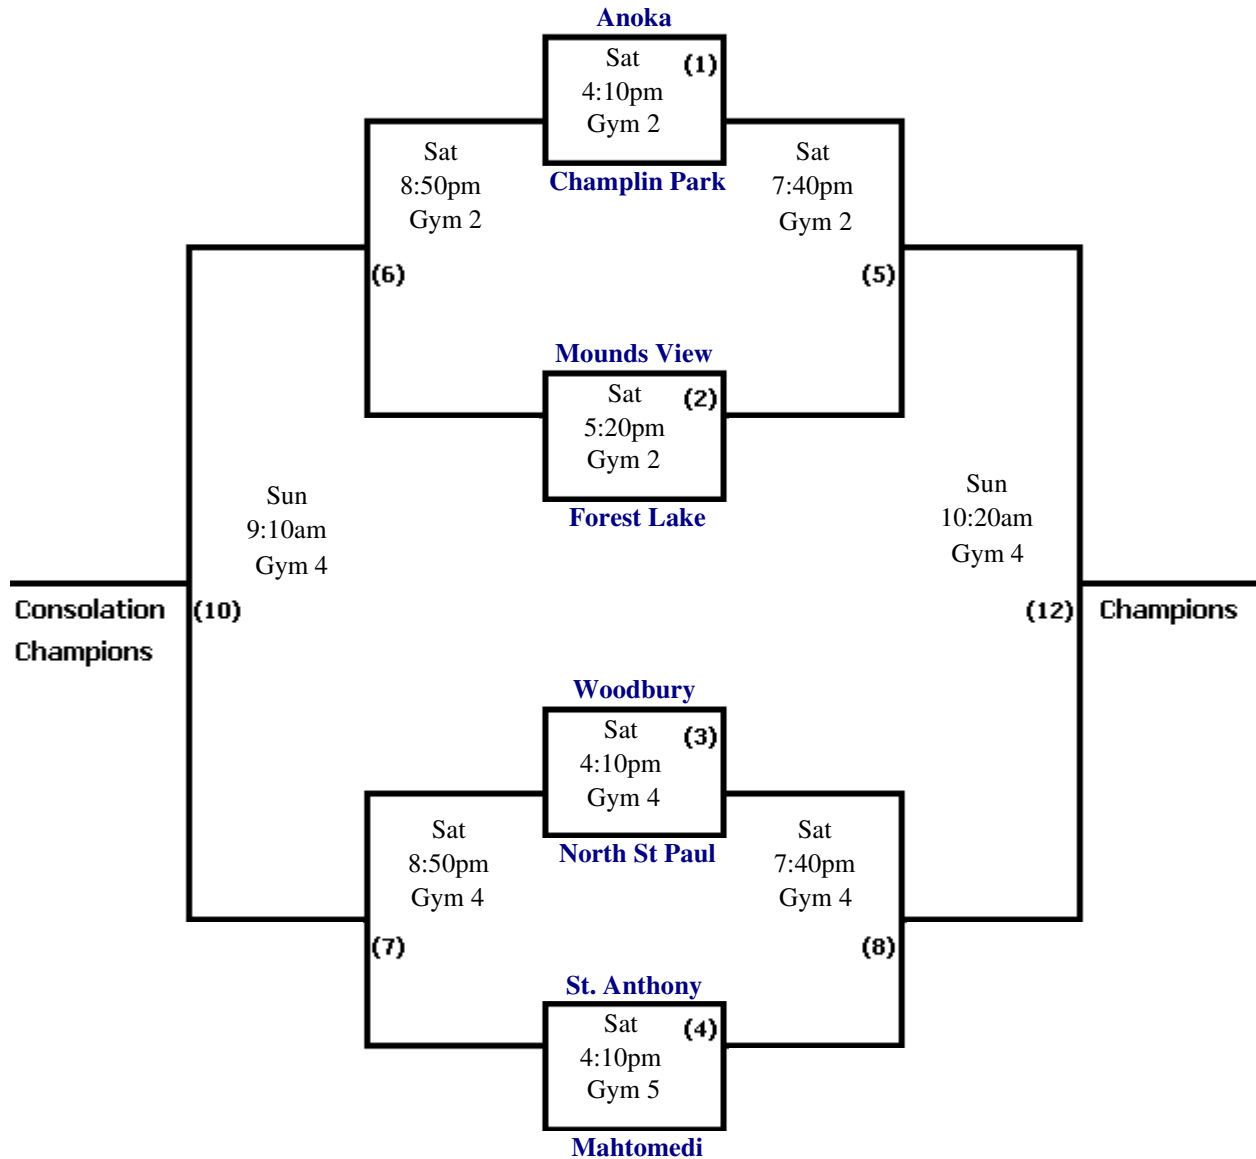 Anoka
Sat
(1)
4:10pm
Gym 2
Champlin Park
Sat
8:50pm
Gym 2
(6)
Sat
7:40pm
Gym 2
(5)
Mounds View
Sat
(2)
5:20pm
Gym 2
Forest Lake
Sun
9:10am
Gym 4
(10)
Consolation
Champions
Sun
10:20am
Gym 4
(12)
Champions
Woodbury
Sat
(3)
4:10pm
Gym 4
North St Paul
Sat
8:50pm
Gym 4
(7)
Sat
7:40pm
Gym 4
(8)
St. Anthony
Sat
(4)
4:10pm
Gym 5
Mahtomedi